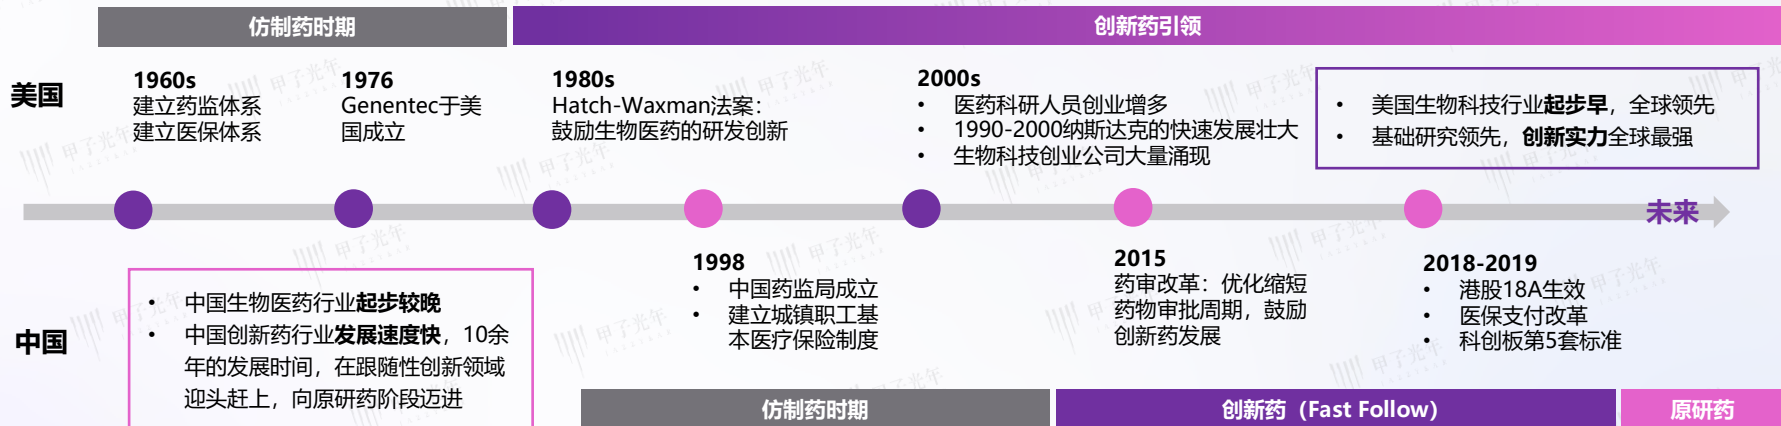 仿制药时期
创新药引领
美国
1960s
建立药监体系
建立医保体系
1976
Genentec于美
国成立
1980s
Hatch-Waxman法案：
鼓励生物医药的研发创新
2000s
• 医药科研人员创业增多
• 1990-2000纳斯达克的快速发展壮大
• 生物科技创业公司大量涌现
• 美国生物科技行业起步早，全球领先
• 基础研究领先，创新实力全球最强
未来
中国
• 中国生物医药行业起步较晚
• 中国创新药行业发展速度快，10余
年的发展时间，在跟随性创新领域
迎头赶上，向原研药阶段迈进
1998
• 中国药监局成立
• 建立城镇职工基
本医疗保险制度
2015
药审改革：优化缩短
药物审批周期，鼓励
创新药发展
2018-2019
• 港股18A生效
• 医保支付改革
• 科创板第5套标准
仿制药时期
创新药（Fast Follow）
原研药
甲子光年